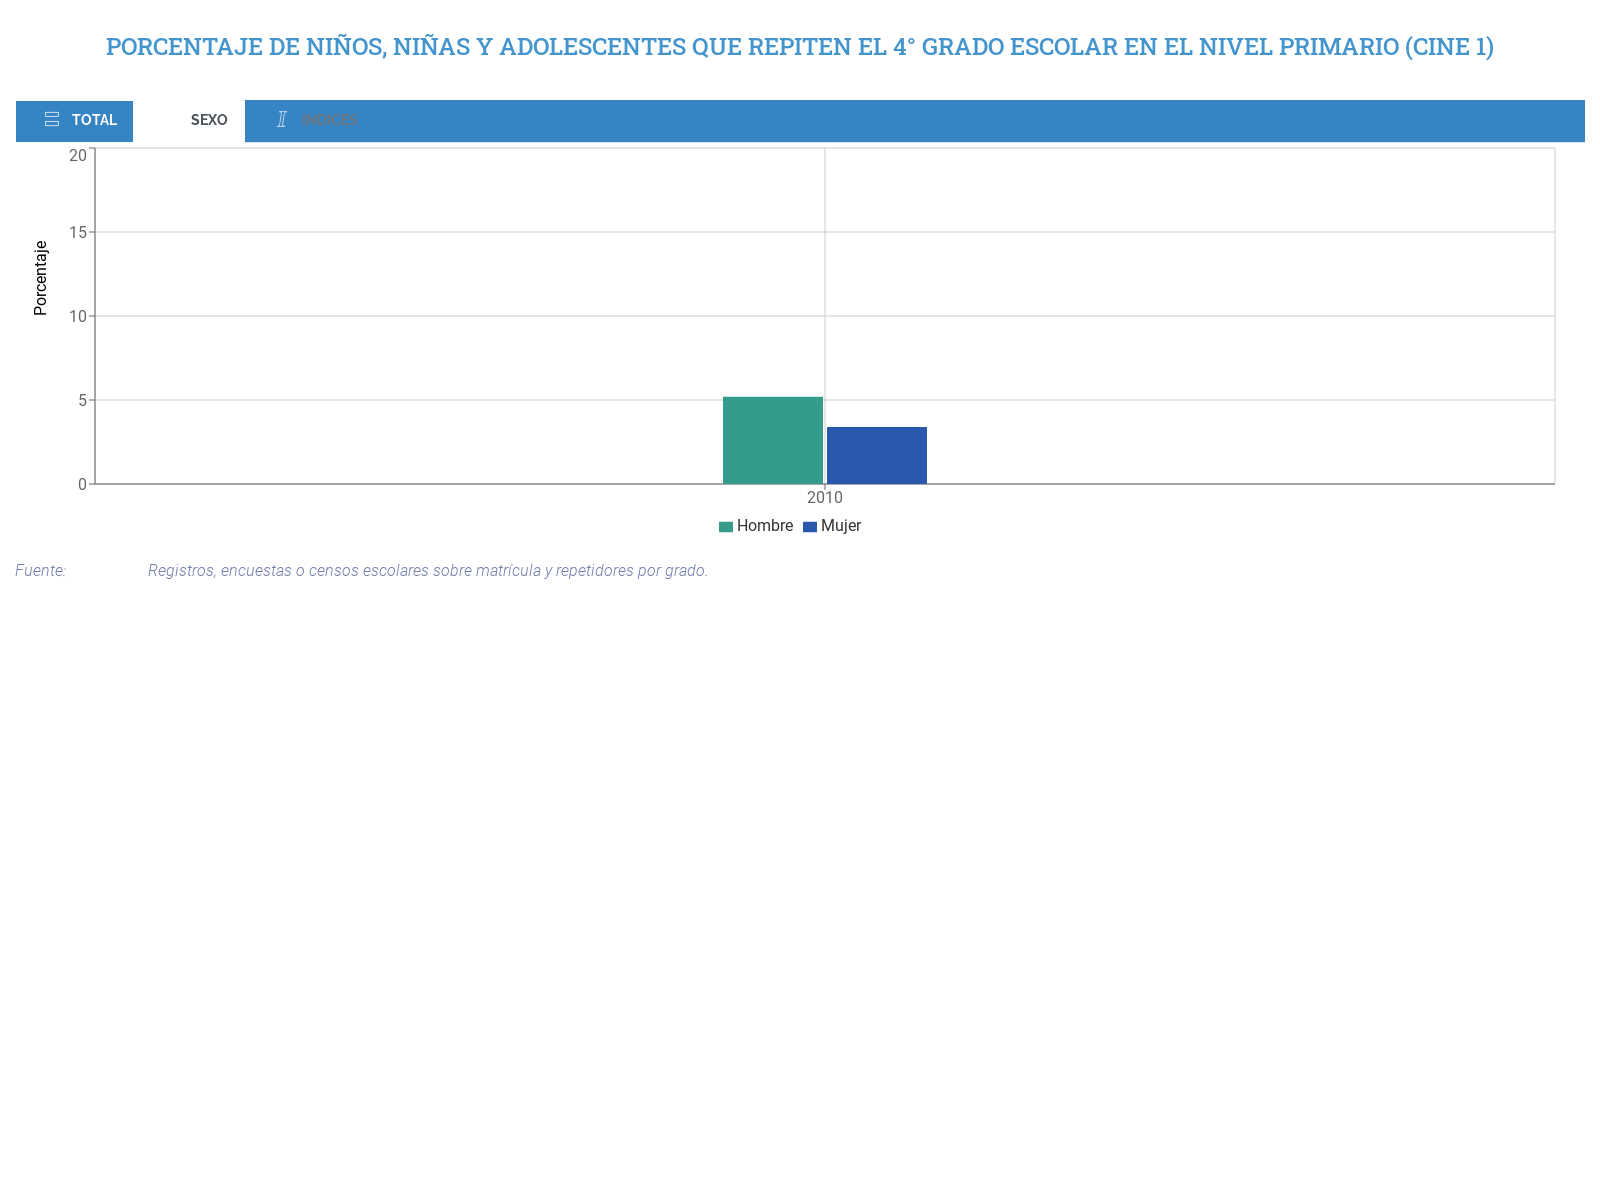 PORCENTAJE DE NIÑOS, NIÑAS Y ADOLESCENTES QUE REPITEN EL 4° GRADO ESCOLAR EN EL NIVEL PRIMARIO (CINE 1)
TOTAL SEXO INDICES
20
15
10
5
0
Porcentaje
2010
Hombre Mujer
Fuente: Registros, encuestas o censos escolares sobre matrícula y repetidores por grado.